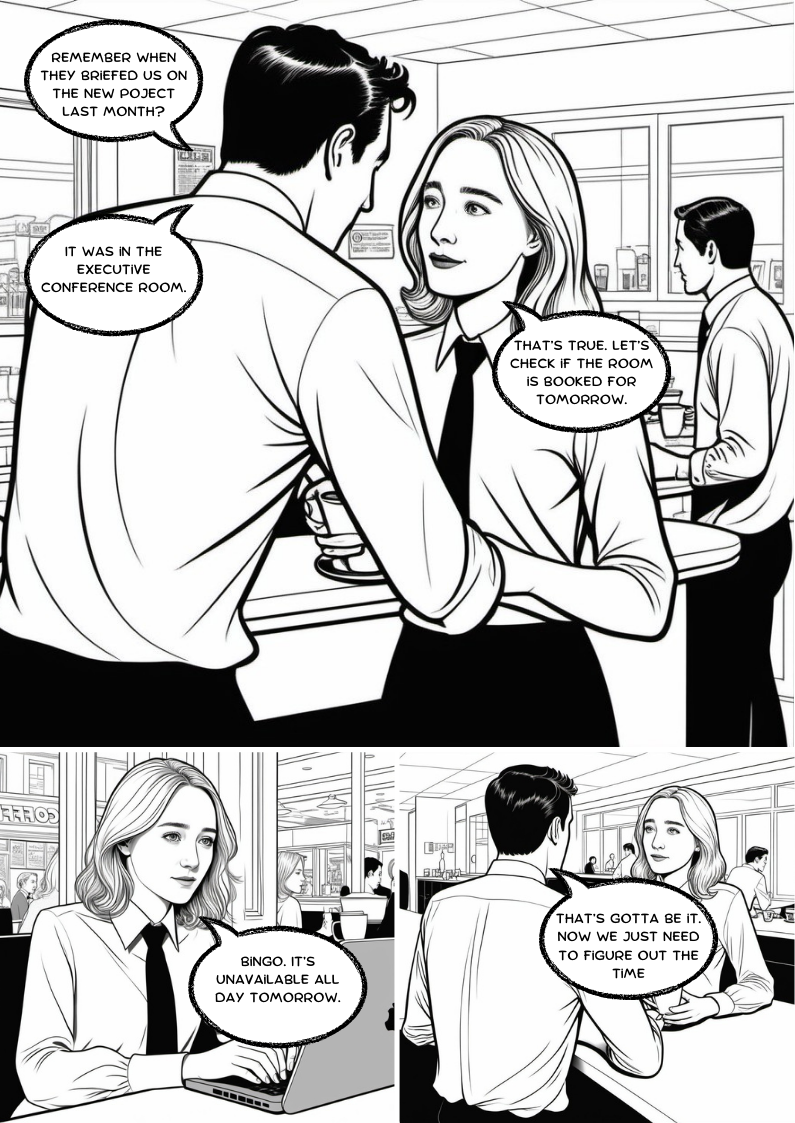 REMEMBER WHEN
THEY BRIEFED US ON
THE NEW POJECT
LAST MONTH?
IT WAS IN THE
EXECUTIVE
CONFERENCE ROOM.
THAT'S TRUE. LET'S
CHECK IF THE ROOM
IS BOOKED FOR
TOMORROW.
BINGO. IT'S
UNAVAILABLE ALL
DAY TOMORROW.
THAT'S GOTTA BE IT.
NOW WE JUST NEED
TO FIGURE OUT THE
TIME